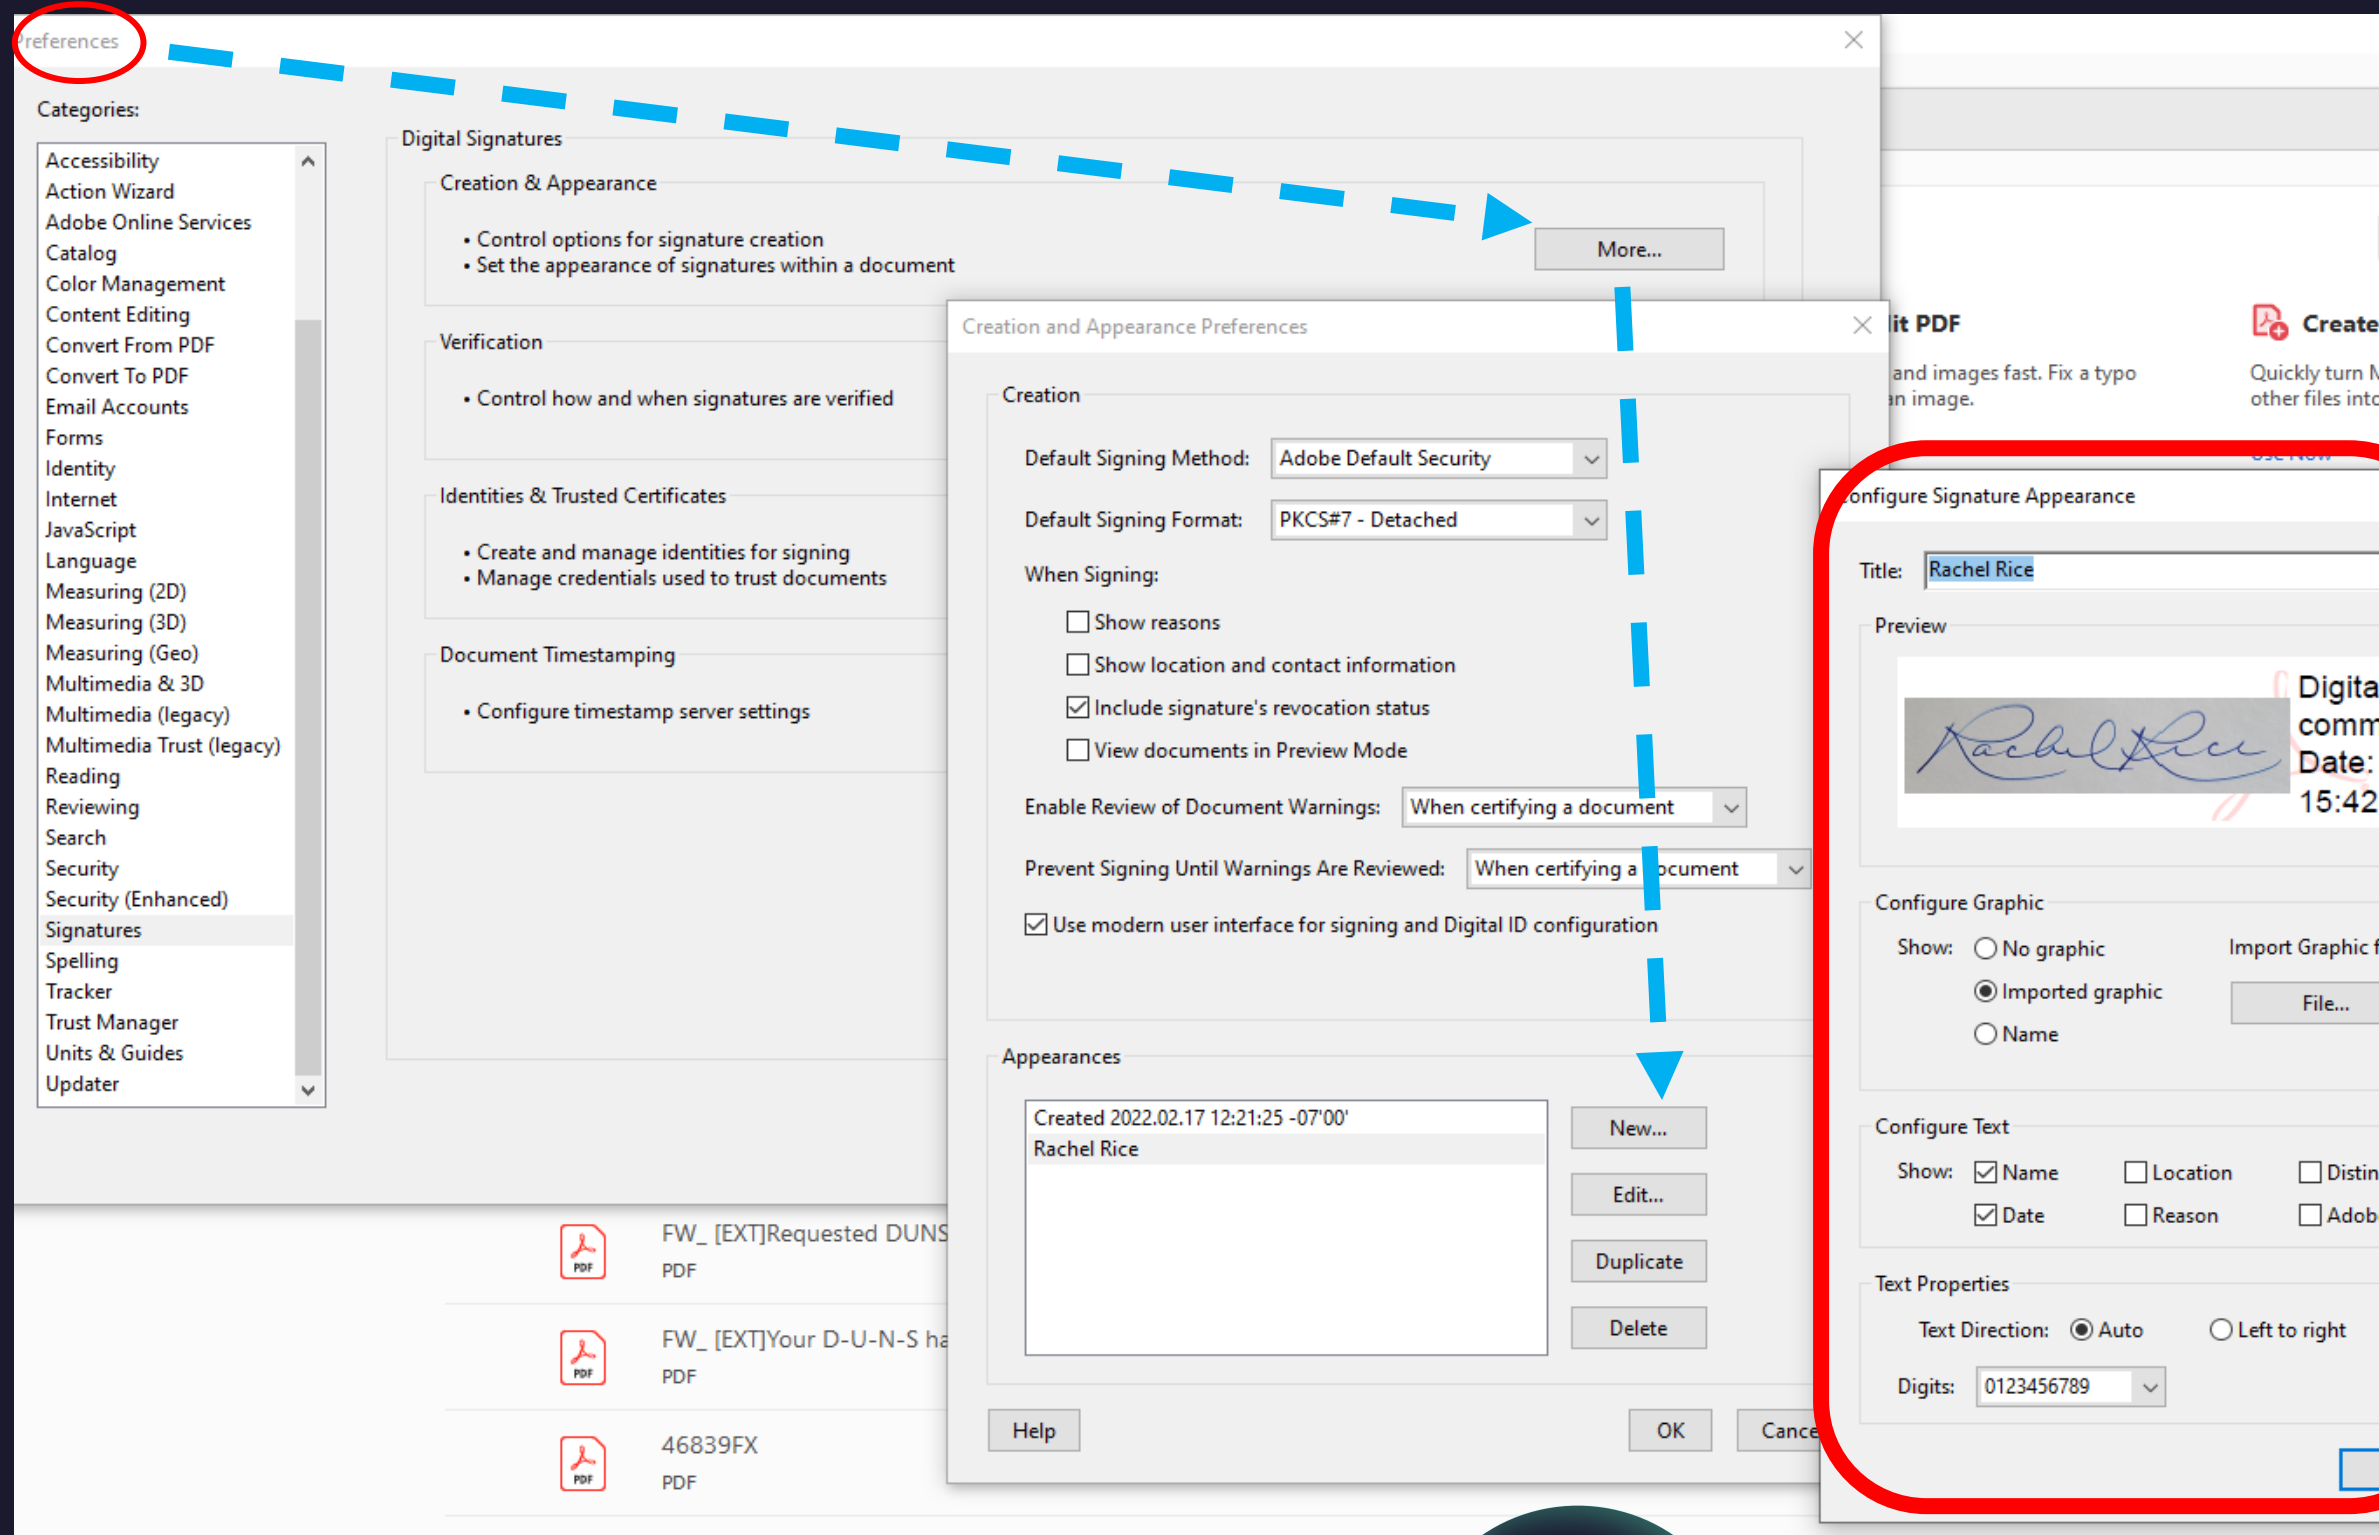 Preferences
Categories:
Accessibility
Action Wizard
Adobe Online Services
Catalog
Color Management
Content Editing
Convert From PDF
Convert To PDF
Email Accounts
Forms
Identity
Internet
JavaScript
Language
Measuring (2D)
Measuring (3D)
Measuring (Geo)
Multimedia & 3D
Multimedia (legacy)
Multimedia Trust (legacy)
Reading
Reviewing
Search
Security
Security (Enhanced)
Signatures
Spelling
Tracker
Trust Manager
Units & Guides
Updater
Digital Signatures
Creation & Appearance
• Control options for signature creation
• Set the appearance of signatures within a document
More...
Verification
• Control how and when signatures are verified
Identities & Trusted Certificates
• Create and manage identities for signing
• Manage credentials used to trust documents
Document Timestamping
• Configure timestamp server settings
FW_ [EXT]Requested DUNS
PDF
FW_ [EXT]Your D-U-N-S ha
PDF
46839FX
PDF
Creation and Appearance Preferences
Creation
Default Signing Method: Adobe Default Security
Default Signing Format: PKCS#7 - Detached
When Signing:
Show reasons
Show location and contact information
Include signature's revocation status
View documents in Preview Mode
Enable Review of Document Warnings: When certifying a document
Prevent Signing Until Warnings Are Reviewed: When certifying a document
Use modern user interface for signing and Digital ID configuration
Appearances
Created 2022.02.17 12:21:25 -07'00'
Rachel Rice
New...
Edit...
Duplicate
Delete
Help
OK
Cance
it PDF
and images fast. Fix a typo
an image.
Create
Quickly turn M
other files into
onfigure Signature Appearance
Title: Rachel Rice
Preview
Rachel Rice
Digita
comm
Date:
15:42
Configure Graphic
Show: No graphic
Imported graphic
Name
Import Graphic f
File...
Configure Text
Show: Name Location Distin
Date Reason Adob
Text Properties
Text Direction: Auto Left to right
Digits: 0123456789